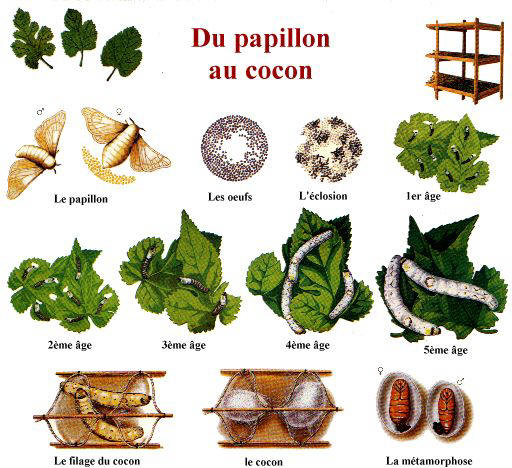 Du papillon
au cocon
♂
♀
Le papillon
Les oeufs
L'éclosion
1er âge
2ème âge
3ème âge
4ème âge
5ème âge
♀
♂
Le filage du cocon
le cocon
La métamorphose